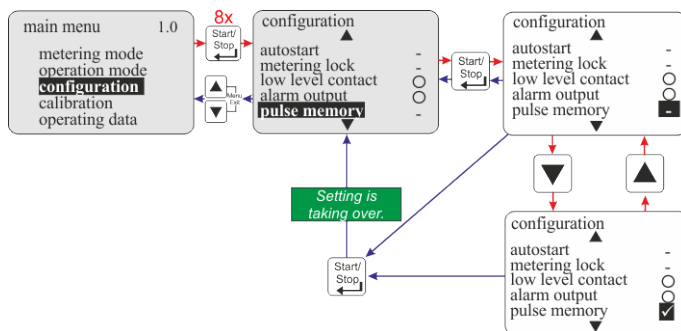 main menu 1.0
metering mode
operation mode
configuration
calibration
operating data
8x
Start/
Stop
Menu
Exit
configuration
autostart -
metering lock -
low level contact
alarm output
pulse memory -
Start/
Stop
configuration
autostart -
metering lock -
low level contact
alarm output
pulse memory -
Setting is
taking over.
Start/
Stop
configuration
autostart -
metering lock -
low level contact
alarm output
pulse memory ✓